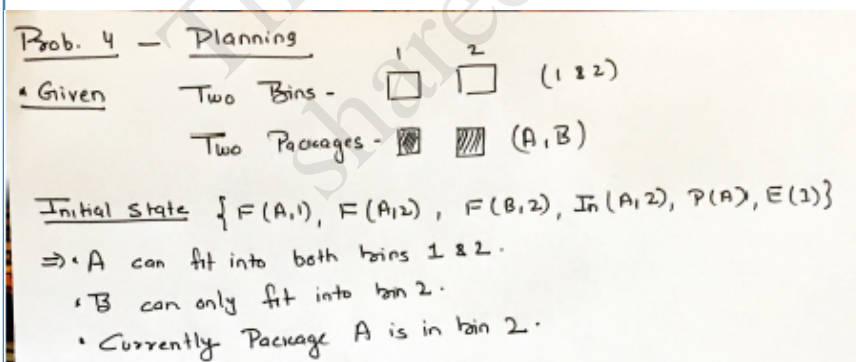 Prob. 4 — Planning
• Given Two Bins - 1 2 (1 & 2)
Two Packages - (A, B)
Initial State { F(A,1), F(A,2), F(B,2), In(A,2), P(A), E(1)}
⇒ • A can fit into both bins 1 & 2.
• B can only fit into bin 2.
• Currently Package A is in bin 2.